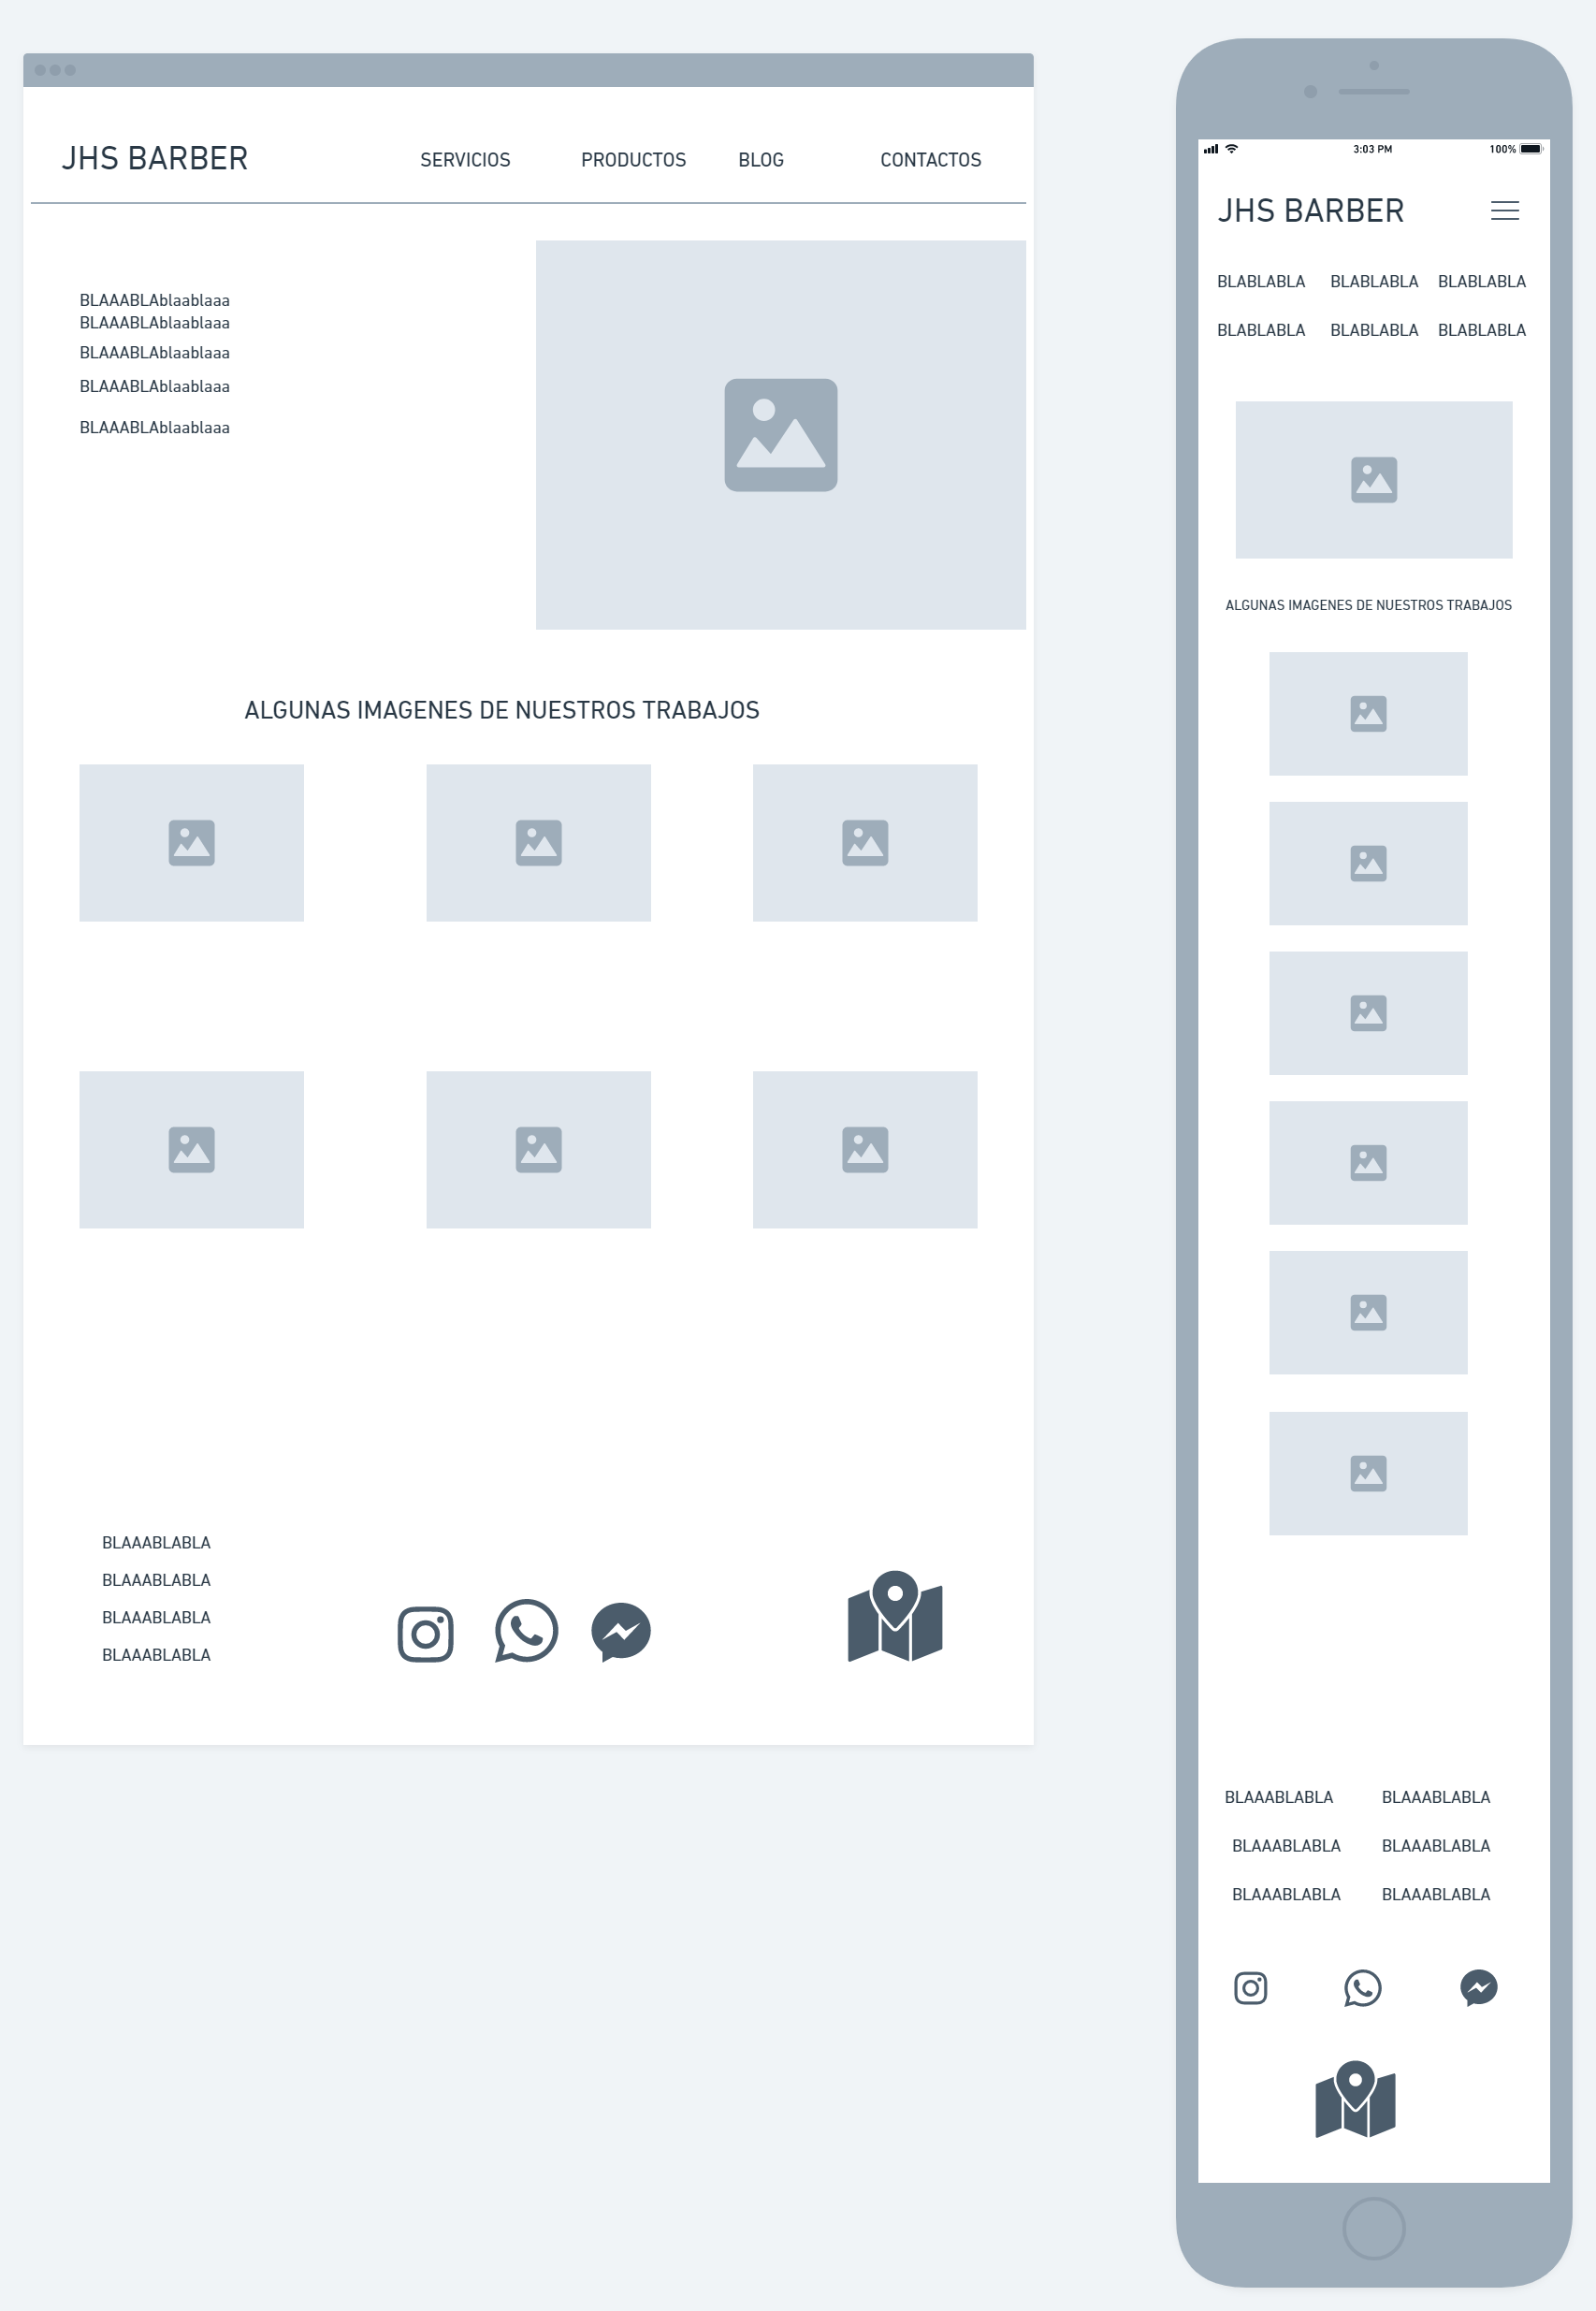 JHS BARBER
SERVICIOS PRODUCTOS BLOG CONTACTOS
BLAAABLAblaablaaa
BLAAABLAblaablaaa
BLAAABLAblaablaaa
BLAAABLAblaablaaa
BLAAABLAblaablaaa
ALGUNAS IMAGENES DE NUESTROS TRABAJOS
BLAAABLABLA
BLAAABLABLA
BLAAABLABLA
BLAAABLABLA
3:03 PM 100%
JHS BARBER
BLABLABLA BLABLABLA BLABLABLA
BLABLABLA BLABLABLA BLABLABLA
ALGUNAS IMAGENES DE NUESTROS TRABAJOS
BLAAABLABLA BLAAABLABLA
BLAAABLABLA BLAAABLABLA
BLAAABLABLA BLAAABLABLA